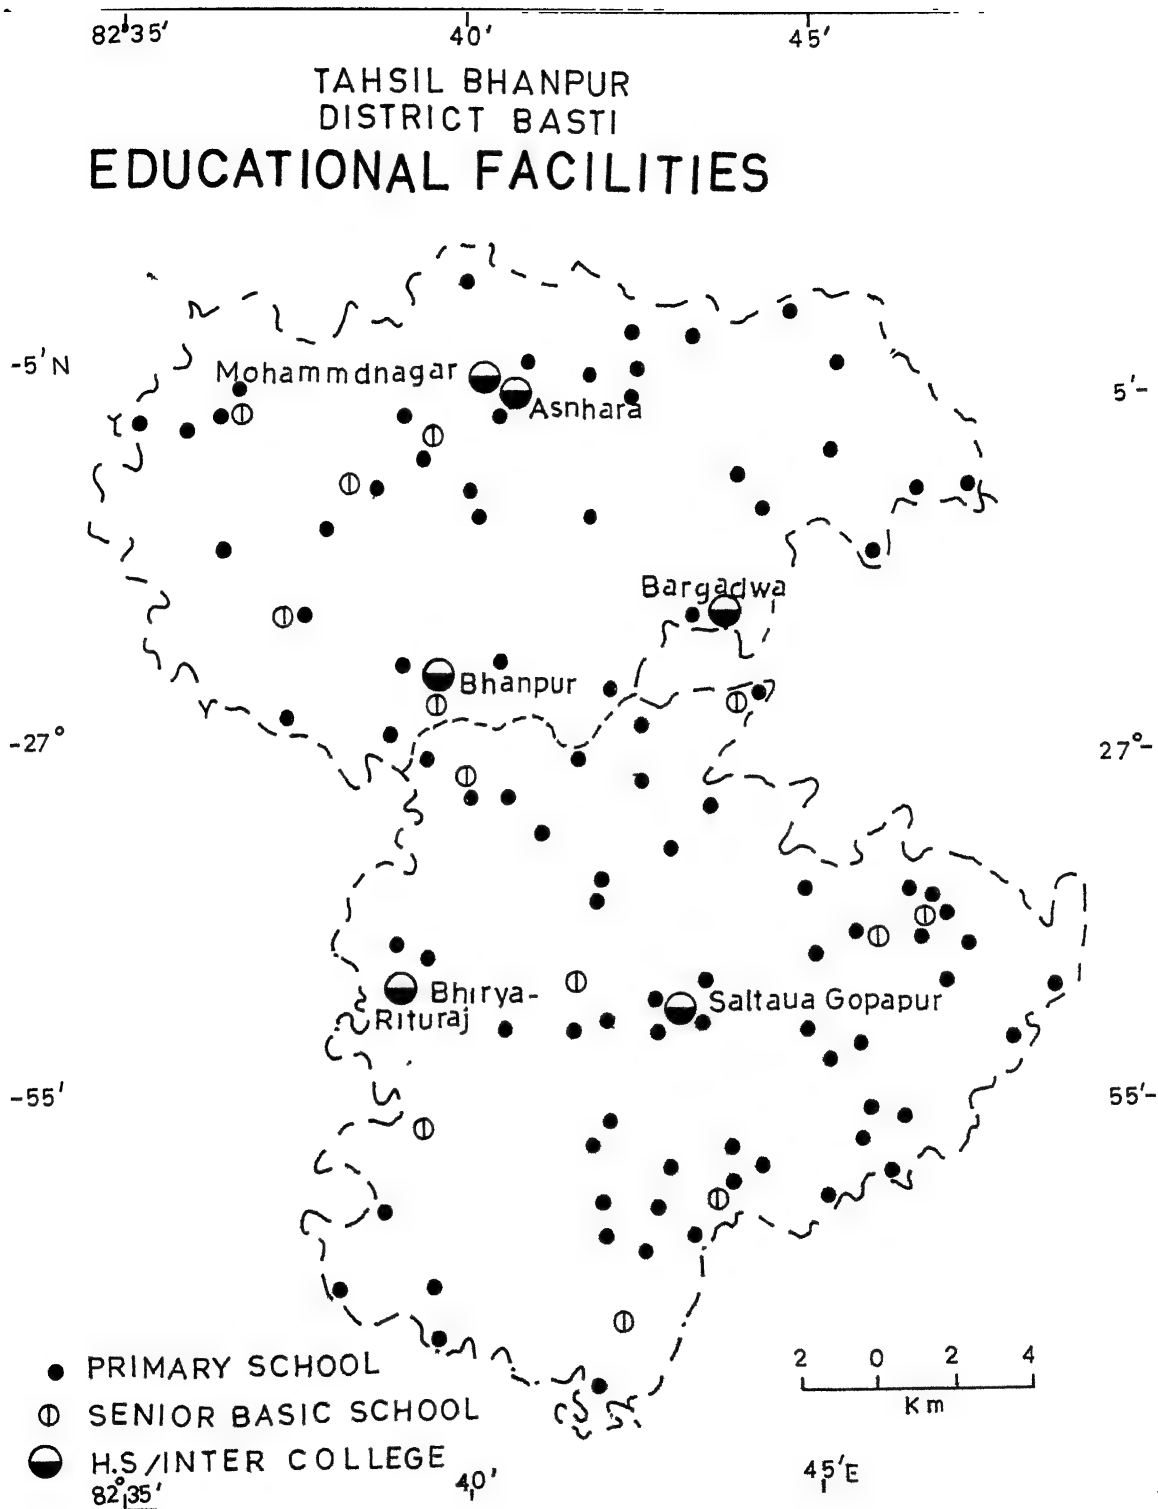 82°35' 40' 45'
TAHSIL BHANPUR
DISTRICT BASTI
EDUCATIONAL FACILITIES
-5'N
5'-
Mohammdnagar
Asnhara
Bargadwa
Bhanpur
-27°
27°-
Bhirya-
Rituraj
Saltaua Gopapur
-55'
55'-
PRIMARY SCHOOL
SENIOR BASIC SCHOOL
H.S/INTER COLLEGE
2 0 2 4
Km
82°35' 40' 45'E